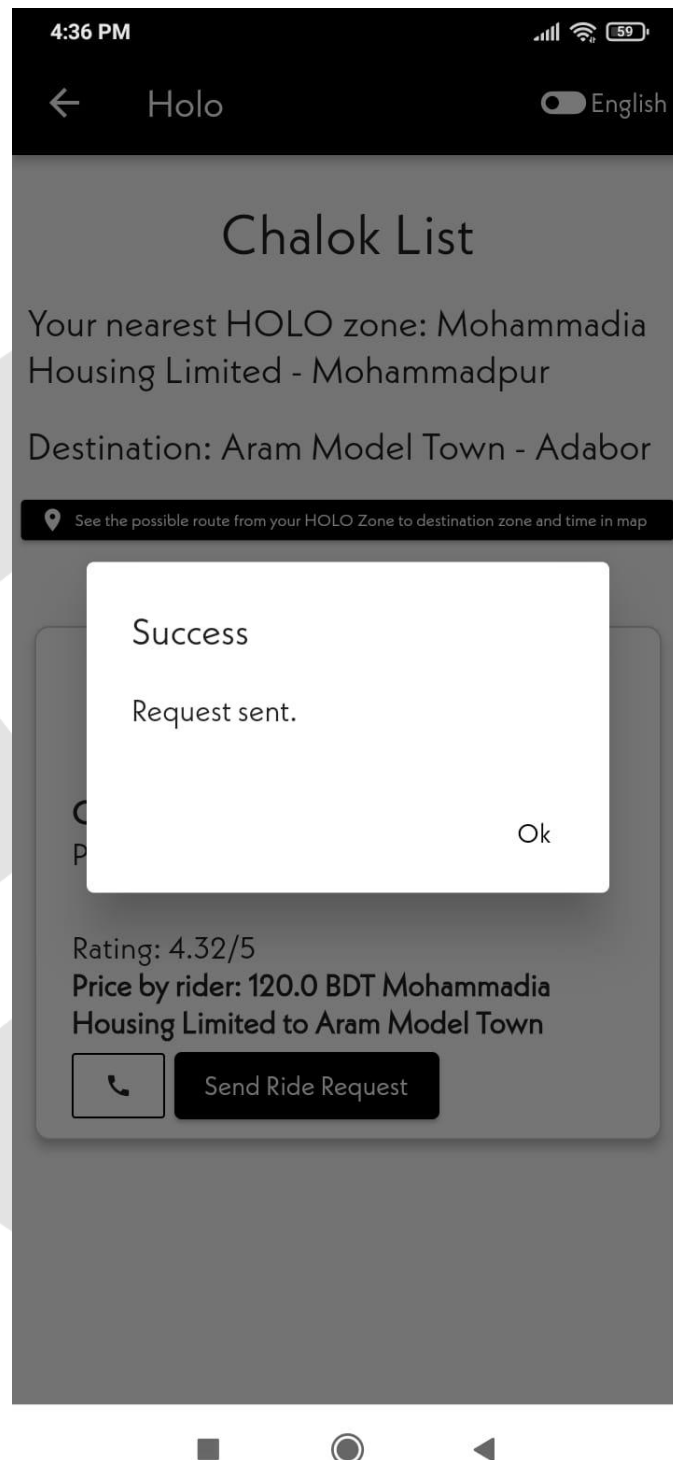 4:36 PM
59
Holo
English
Chalok List
Your nearest HOLO zone: Mohammadia
Housing Limited - Mohammadpur
Destination: Aram Model Town - Adabor
See the possible route from your HOLO Zone to destination zone and time in map
Success
Request sent.
Ok
Rating: 4.32/5
Price by rider: 120.0 BDT Mohammadia
Housing Limited to Aram Model Town
Send Ride Request